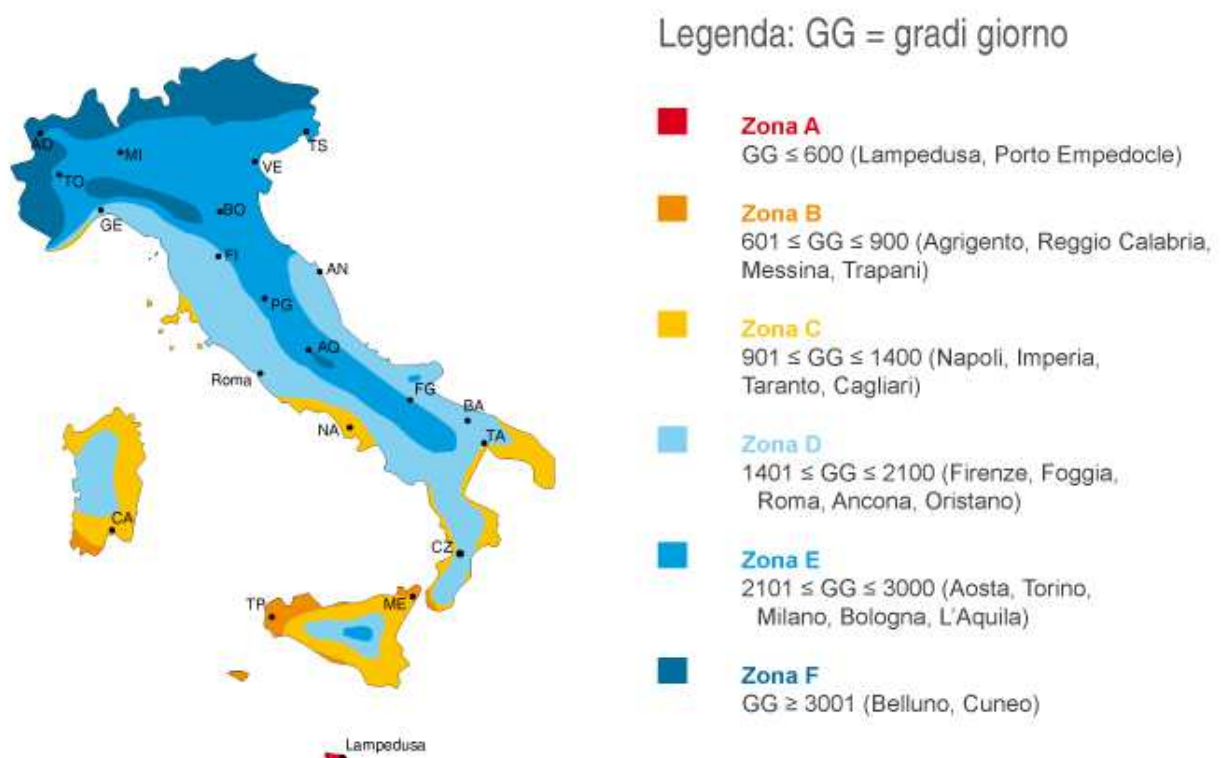 Legenda: GG = gradi giorno
Zona A
GG ≤ 600 (Lampedusa, Porto Empedocle)
Zona B
601 ≤ GG ≤ 900 (Agrigento, Reggio Calabria,
Messina, Trapani)
Zona C
901 ≤ GG ≤ 1400 (Napoli, Imperia,
Taranto, Cagliari)
Zona D
1401 ≤ GG ≤ 2100 (Firenze, Foggia,
Roma, Ancona, Oristano)
Zona E
2101 ≤ GG ≤ 3000 (Aosta, Torino,
Milano, Bologna, L'Aquila)
Zona F
GG ≥ 3001 (Belluno, Cuneo)
AO
MI
TS
VE
TO
BO
GE
FI
AN
PG
AQ
Roma
FG
BA
NA
TA
CA
CZ
TP
ME
Lampedusa